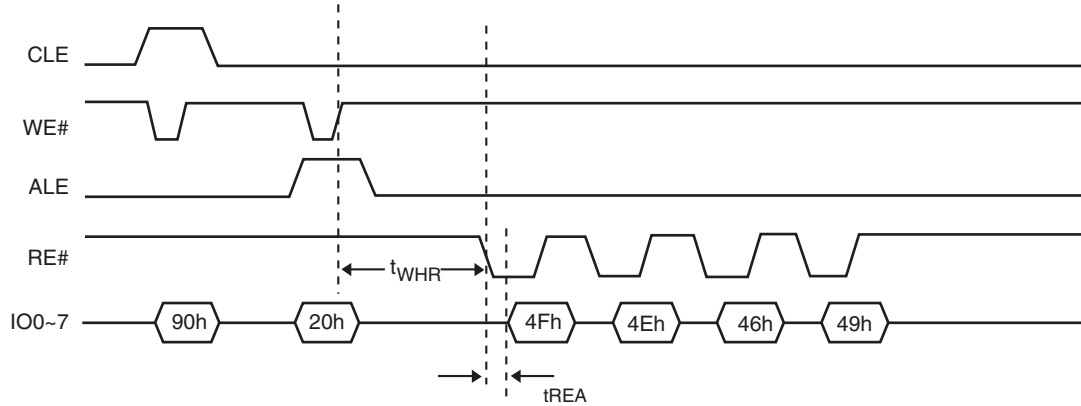 CLE
WE#
ALE
RE#
tWHR
IO0~7
90h
20h
4Fh
4Eh
46h
49h
tREA